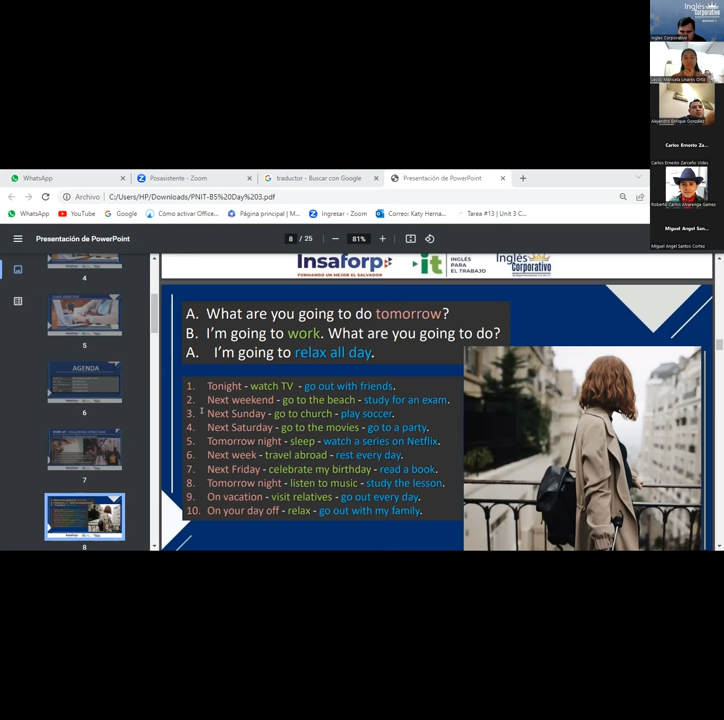 Inglés
Corporativo
Ingles Corporativo
Alejandro Enrique González
Carlos Ernesto Za...
Carlos Ernesto Zarceño Vides
Roberto Carlos Alvarenga Gamez
Miguel Angel San...
Miguel Angel Santos Cortez
WhatsApp
Posasistente - Zoom
traductor - Buscar con Google
Presentación de PowerPoint
Archivo
C:/Users/HP/Downloads/PNIT-B5%20Day%203.pdf
WhatsApp
YouTube
Google
Cómo activar Office...
Página principal | M...
Ingresar - Zoom
Correo: Katy Herna...
Tarea #13 | Unit 3 C...
Presentación de PowerPoint
8 / 25
81%
4
5
AGENDA
6
7
8
Insaforp
FORMANDO UN MEJOR EL SALVADOR
it
INGLÉS
PARA
EL TRABAJO
Inglés
Corporativo
A. What are you going to do tomorrow?
B. I'm going to work. What are you going to do?
A. I'm going to relax all day.
1. Tonight - watch TV - go out with friends.
2. Next weekend - go to the beach - study for an exam.
3. Next Sunday - go to church - play soccer.
4. Next Saturday - go to the movies - go to a party.
5. Tomorrow night - sleep - watch a series on Netflix.
6. Next week - travel abroad - rest every day.
7. Next Friday - celebrate my birthday - read a book.
8. Tomorrow night - listen to music - study the lesson.
9. On vacation - visit relatives - go out every day.
10. On your day off - relax - go out with my family.